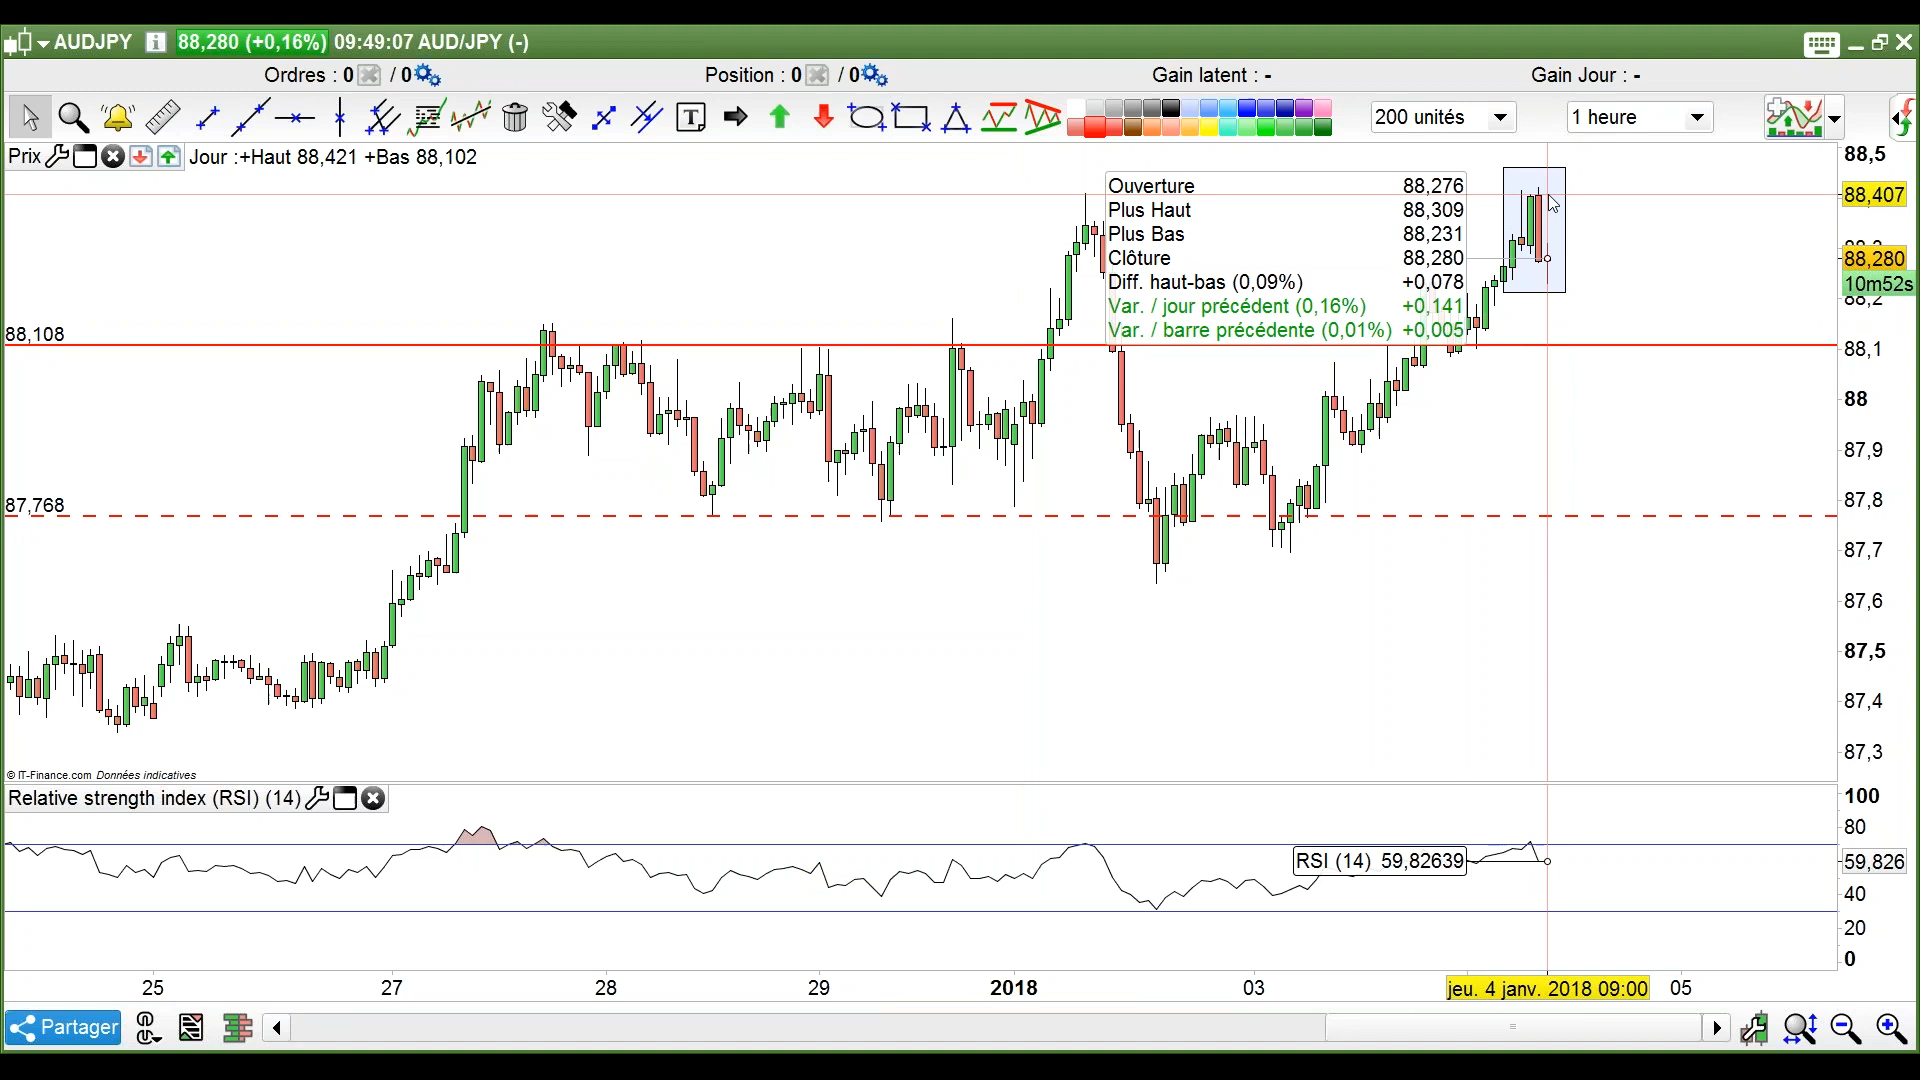 AUDJPY 88,280 (+0,16%) 09:49:07 AUD/JPY (-)
Ordres : 0 / 0 Position : 0 / 0 Gain latent : - Gain Jour : -
200 unités 1 heure
Prix Jour :+Haut 88,421 +Bas 88,102
Ouverture 88,276
Plus Haut 88,309
Plus Bas 88,231
Clôture 88,280
Diff. haut-bas (0,09%) +0,078
Var. / jour précédent (0,16%) +0,141
Var. / barre précédente (0,01%) +0,005
88,108
87,768
88,5
88,407
88,280
10m52s
88,2
88,1
88
87,9
87,8
87,7
87,6
87,5
87,4
87,3
© IT-Finance.com Données indicatives
Relative strength index (RSI) (14)
RSI (14) 59,82639
100
80
59,826
40
20
0
25 27 28 29 2018 03 jeu. 4 janv. 2018 09:00 05
Partager